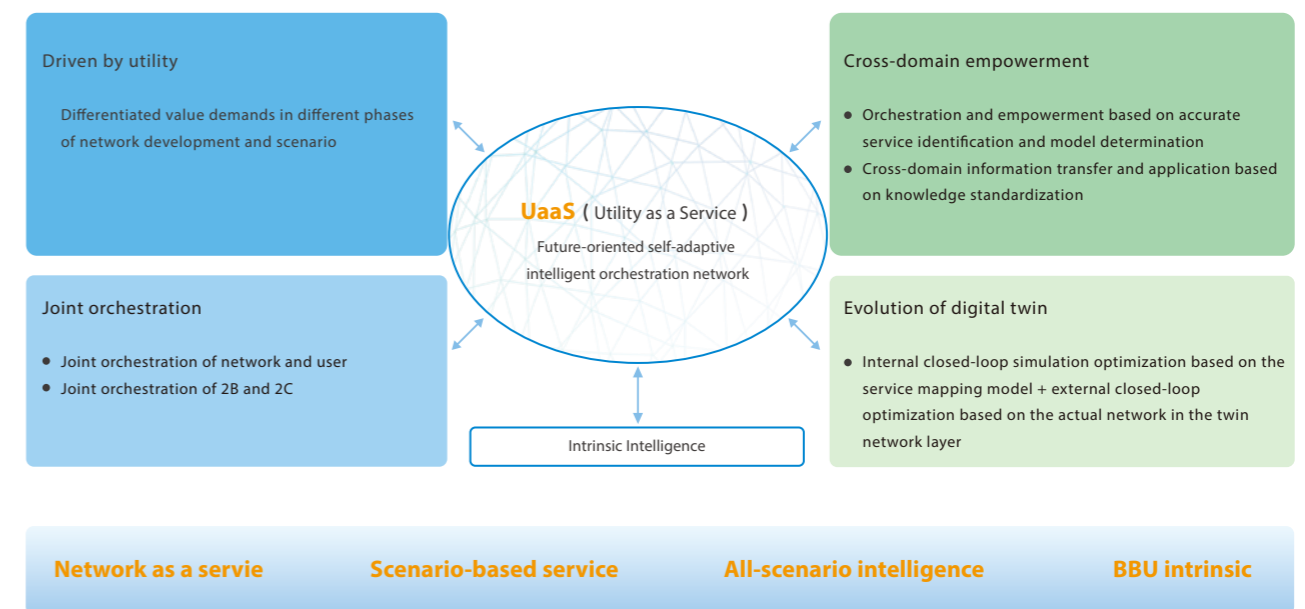 Driven by utility
Differentiated value demands in different phases
of network development and scenario
Joint orchestration
● Joint orchestration of network and user
● Joint orchestration of 2B and 2C
UaaS ( Utility as a Service )
Future-oriented self-adaptive
intelligent orchestration network
Intrinsic Intelligence
Cross-domain empowerment
● Orchestration and empowerment based on accurate
service identification and model determination
● Cross-domain information transfer and application based
on knowledge standardization
Evolution of digital twin
● Internal closed-loop simulation optimization based on the
service mapping model + external closed-loop
optimization based on the actual network in the twin
network layer
Network as a servie
Scenario-based service
All-scenario intelligence
BBU intrinsic